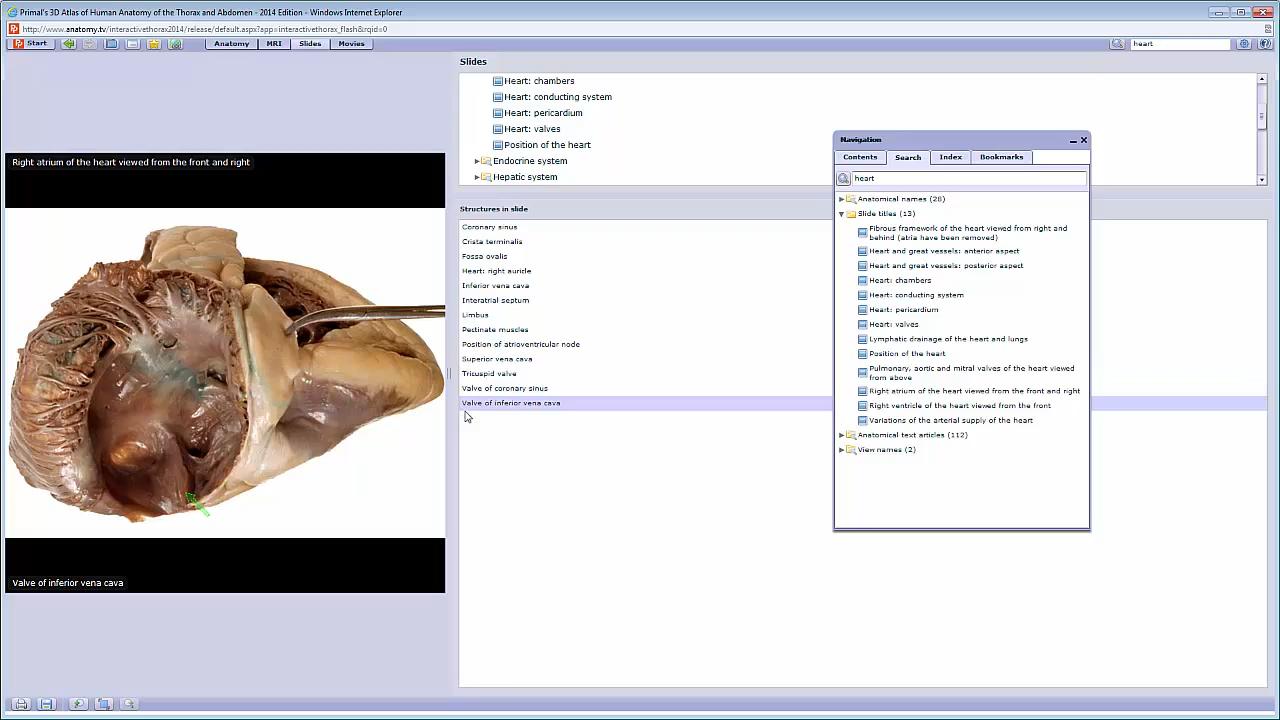 Primal's 3D Atlas of Human Anatomy of the Thorax and Abdomen - 2014 Edition - Windows Internet Explorer
http://www.anatomy.tv/interactivethorax2014/release/default.aspx?app=interactivethorax_flash&rqid=0
Start
Anatomy MRI Slides Movies
heart
Slides
Heart: chambers
Heart: conducting system
Heart: pericardium
Heart: valves
Position of the heart
Endocrine system
Hepatic system
Right atrium of the heart viewed from the front and right
Valve of inferior vena cava
Structures in slide
Coronary sinus
Crista terminalis
Fossa ovalis
Heart: right auricle
Inferior vena cava
Interatrial septum
Limbus
Pectinate muscles
Position of atrioventricular node
Superior vena cava
Tricuspid valve
Valve of coronary sinus
Valve of inferior vena cava
Navigation
Contents Search Index Bookmarks
heart
Anatomical names (28)
Slide titles (13)
Fibrous framework of the heart viewed from right and
behind (atria have been removed)
Heart and great vessels: anterior aspect
Heart and great vessels: posterior aspect
Heart: chambers
Heart: conducting system
Heart: pericardium
Heart: valves
Lymphatic drainage of the heart and lungs
Position of the heart
Pulmonary, aortic and mitral valves of the heart viewed
from above
Right atrium of the heart viewed from the front and right
Right ventricle of the heart viewed from the front
Variations of the arterial supply of the heart
Anatomical text articles (112)
View names (2)